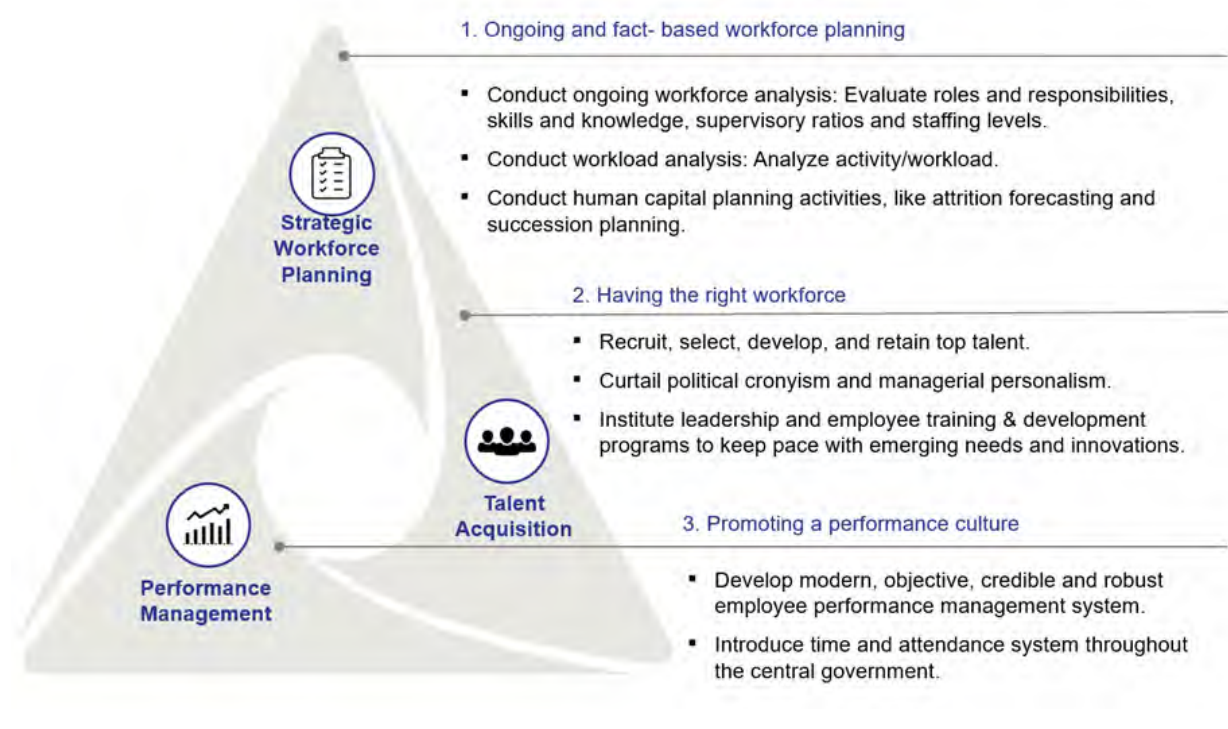 1. Ongoing and fact- based workforce planning
▪ Conduct ongoing workforce analysis: Evaluate roles and responsibilities,
skills and knowledge, supervisory ratios and staffing levels.
▪ Conduct workload analysis: Analyze activity/workload.
▪ Conduct human capital planning activities, like attrition forecasting and
succession planning.
Strategic
Workforce
Planning
2. Having the right workforce
▪ Recruit, select, develop, and retain top talent.
▪ Curtail political cronyism and managerial personalism.
▪ Institute leadership and employee training & development
programs to keep pace with emerging needs and innovations.
Talent
Acquisition
3. Promoting a performance culture
▪ Develop modern, objective, credible and robust
employee performance management system.
▪ Introduce time and attendance system throughout
the central government.
Performance
Management